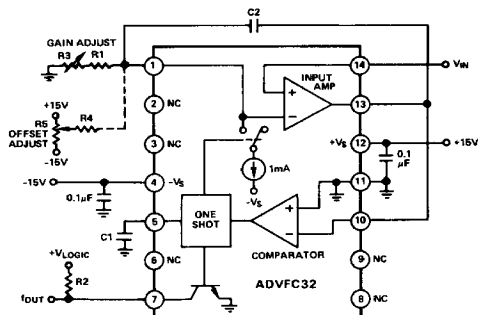 C2
GAIN ADJUST
R3 R1
1
14
VIN
INPUT
AMP
+15V
2
NC
13
R5
OFFSET
ADJUST
R4
-15V
3
NC
+VS
12
+15V
1mA
0.1
µF
-15V
4
-VS
-VS
11
0.1µF
5
ONE
SHOT
10
C1
COMPARATOR
+VLOGIC
6
NC
NC
9
R2
ADVFC32
fOUT
7
NC
8